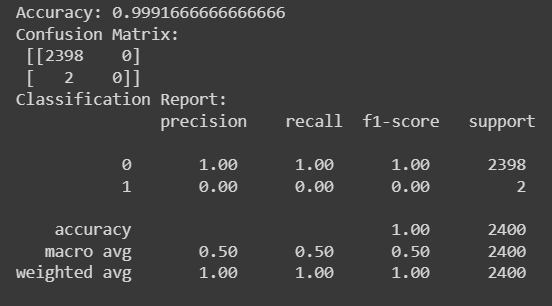 Accuracy: 0.9991666666666666
Confusion Matrix:
[[2398    0]
[   2    0]]
Classification Report:
precision    recall  f1-score   support
0       1.00      1.00      1.00      2398
1       0.00      0.00      0.00         2
accuracy                           1.00      2400
macro avg       0.50      0.50      0.50      2400
weighted avg       1.00      1.00      1.00      2400